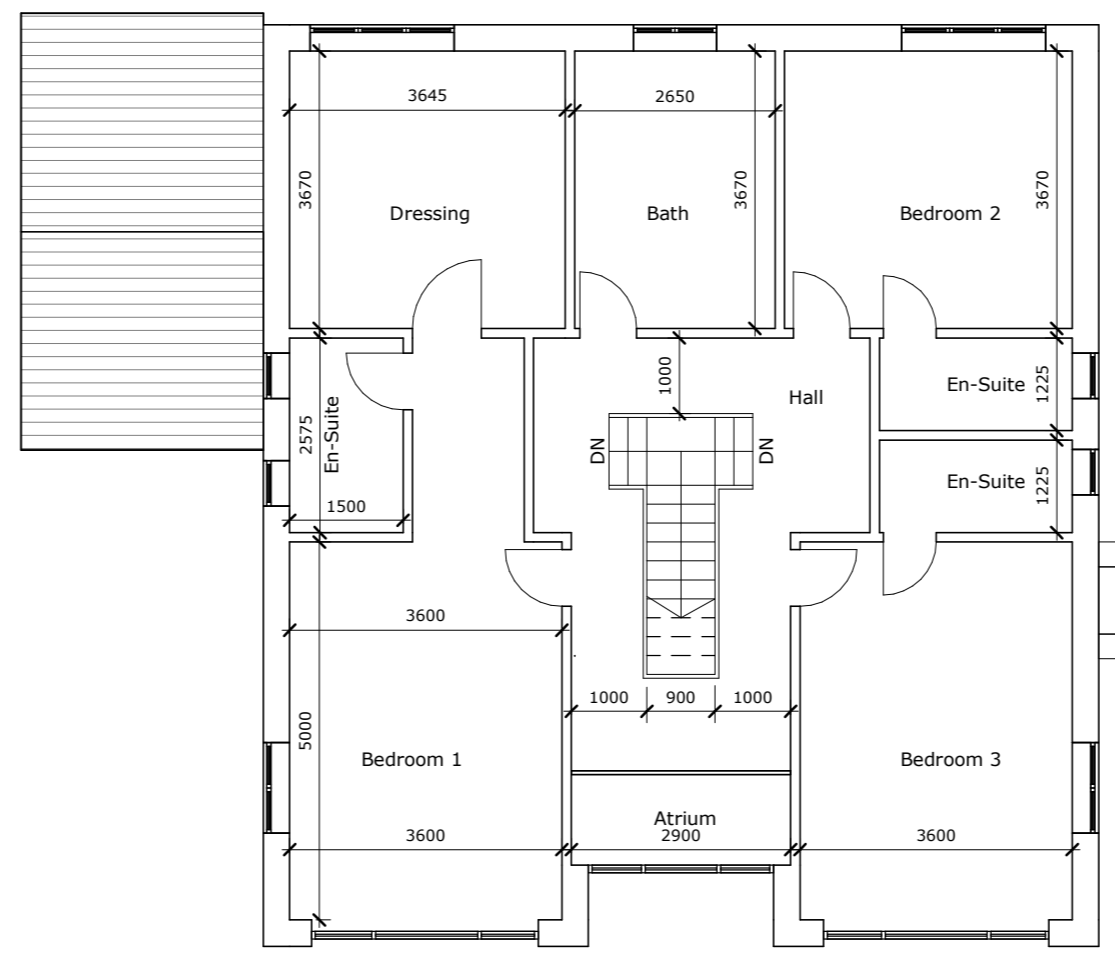 3645
2650
3670
3670
3670
Dressing
Bath
Bedroom 2
1000
Hall
En-Suite
1225
2575
En-Suite
DN
DN
En-Suite
1225
1500
3600
1000
900
1000
5000
Bedroom 1
Bedroom 3
Atrium
3600
2900
3600